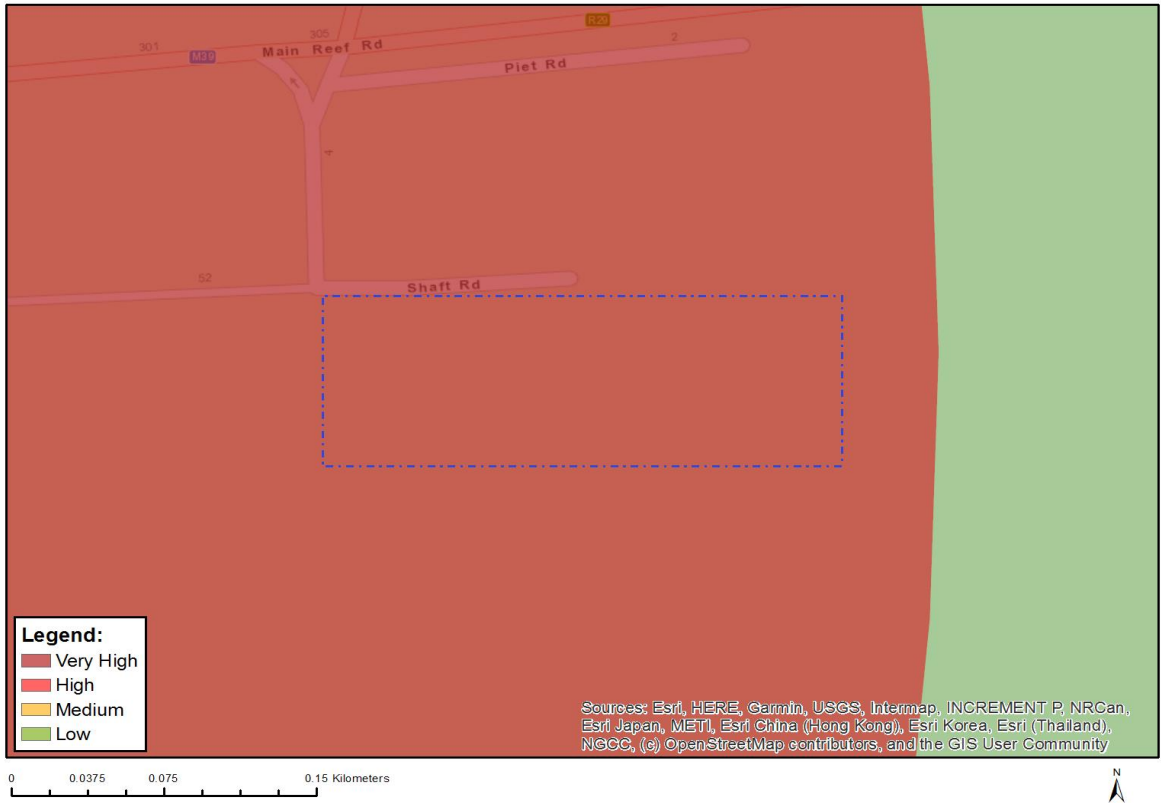 R29
305
301
Main Reef Rd
M39
2
Piet Rd
4
52
Shaft Rd
Legend:
Very High
High
Medium
Low
Sources: Esri, HERE, Garmin, USGS, Intermap, INCREMENT P, NRCan,
Esri Japan, METI, Esri China (Hong Kong), Esri Korea, Esri (Thailand),
NGCC, (c) OpenStreetMap contributors, and the GIS User Community
0 0.0375 0.075 0.15 Kilometers
N